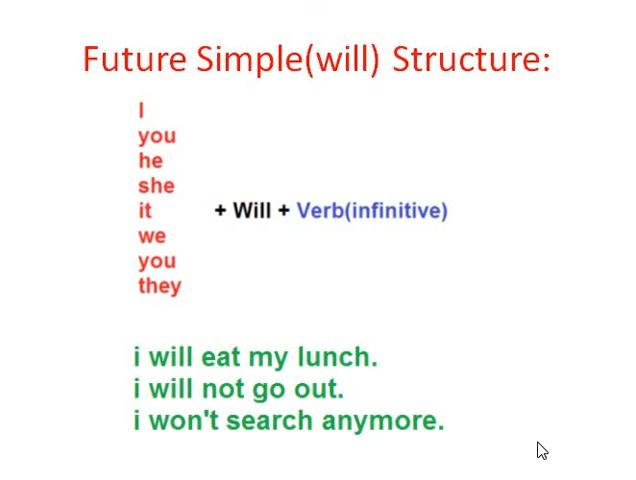 Future Simple(will) Structure:
I
you
he
she
it + Will + Verb(infinitive)
we
you
they
i will eat my lunch.
i will not go out.
i won't search anymore.